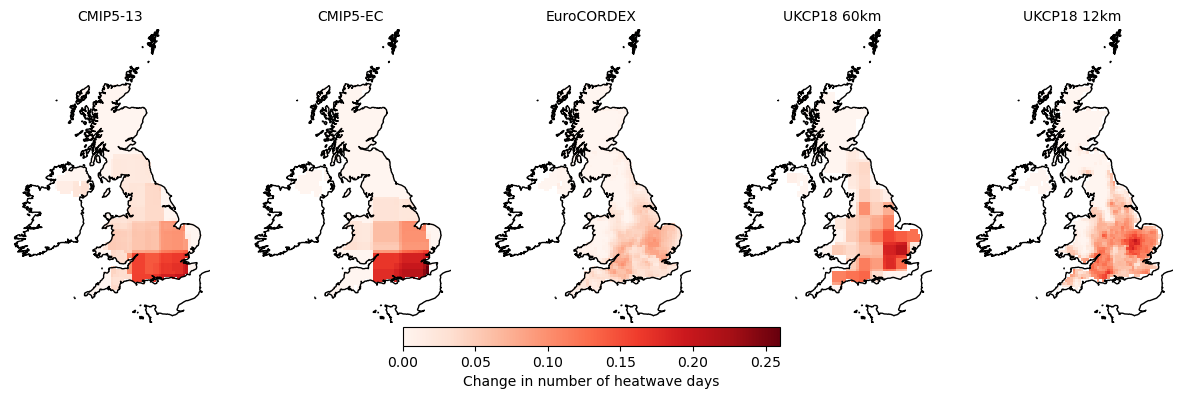 CMIP5-13
CMIP5-EC
EuroCORDEX
UKCP18 60km
UKCP18 12km
0.00 0.05 0.10 0.15 0.20 0.25
Change in number of heatwave days